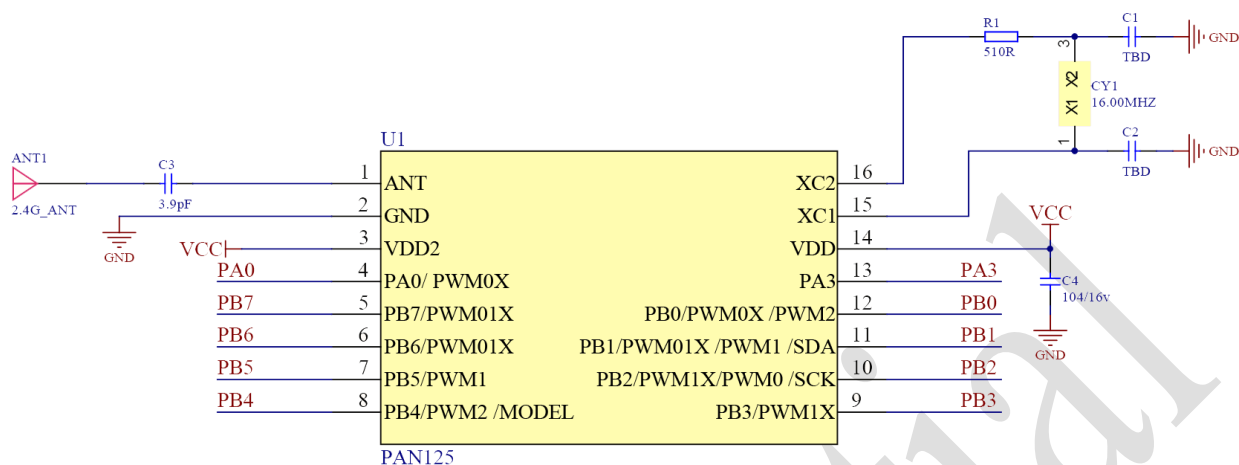 R1
510R
C1
TBD
GND
3
X1 X2
CY1
16.00MHZ
1
C2
TBD
GND
ANT1
2.4G_ANT
C3
3.9pF
GND
VCC
U1
1 ANT
2 GND
3 VDD2
PA0 4 PA0/ PWM0X
PB7 5 PB7/PWM01X
PB6 6 PB6/PWM01X
PB5 7 PB5/PWM1
PB4 8 PB4/PWM2 /MODEL
XC2 16
XC1 15
VDD 14
PA3 13 PA3
PB0/PWM0X /PWM2 12 PB0
PB1/PWM01X /PWM1 /SDA 11 PB1
PB2/PWM1X/PWM0 /SCK 10 PB2
PB3/PWM1X 9 PB3
PAN125
VCC
C4
104/16v
GND
tial